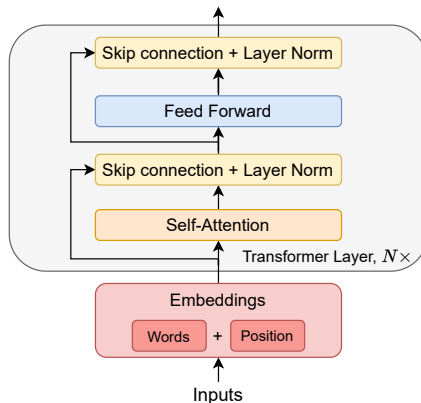 Skip connection + Layer Norm
Feed Forward
Skip connection + Layer Norm
Self-Attention
Transformer Layer, N×
Embeddings
Words + Position
Inputs